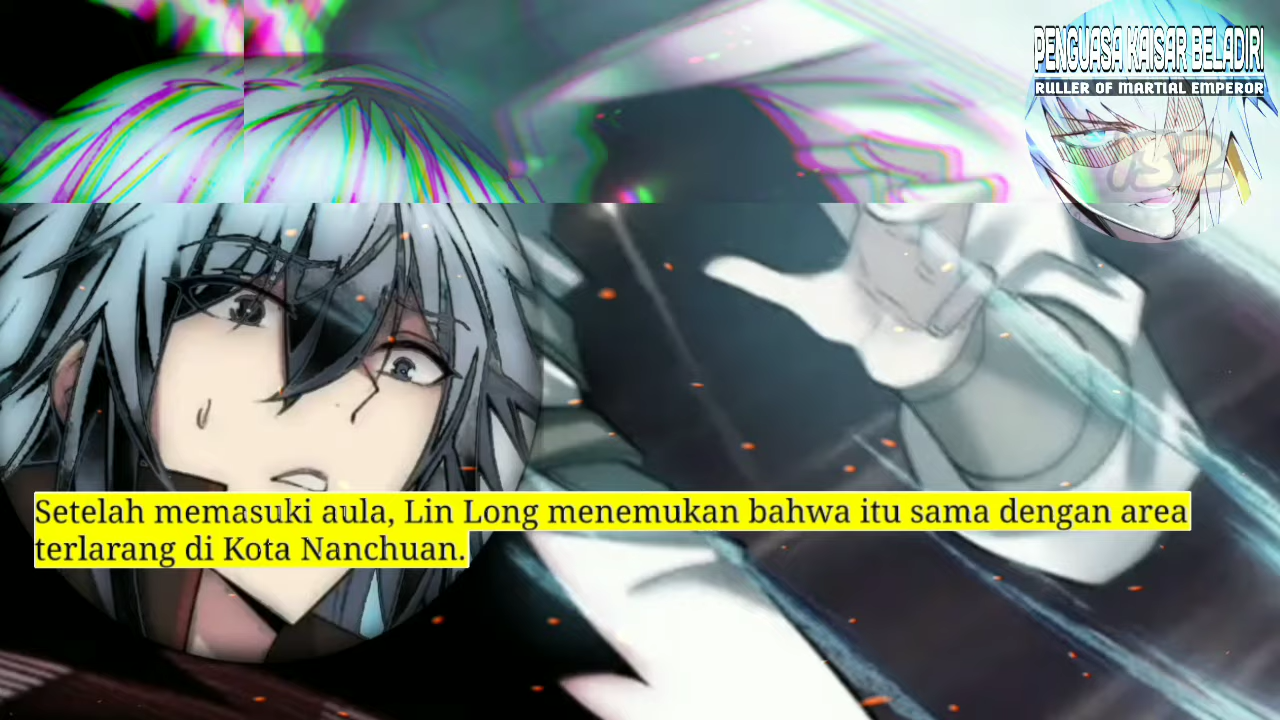 PENGUASA KAISAR BELADIRI
RULLER OF MARTIAL EMPEROR
Setelah memasuki aula, Lin Long menemukan bahwa itu sama dengan area
terlarang di Kota Nanchuan.